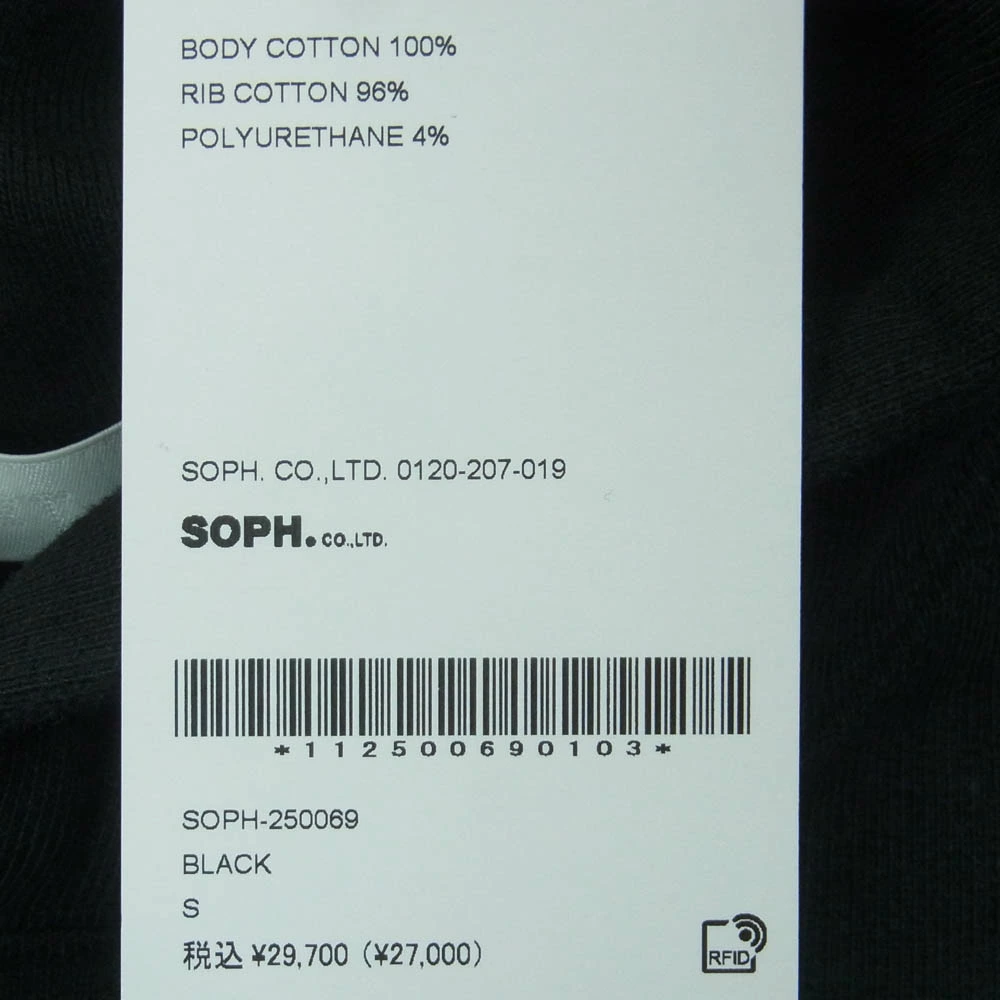 BODY COTTON 100%
RIB COTTON 96%
POLYURETHANE 4%
SOPH. CO.,LTD. 0120-207-019
SOPH. CO.,LTD.
*112500690103*
SOPH-250069
BLACK
S
税込 ¥29,700 (¥27,000)
RFID